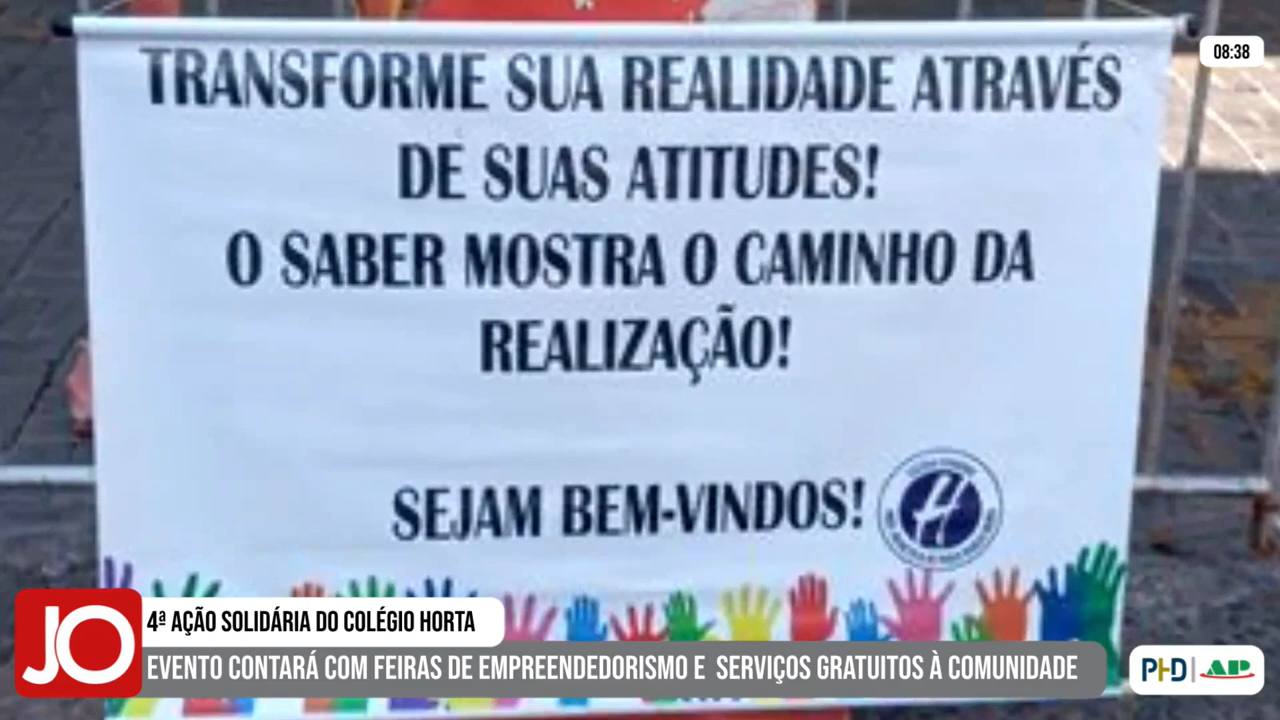 08:38
TRANSFORME SUA REALIDADE ATRAVÉS
DE SUAS ATITUDES!
O SABER MOSTRA O CAMINHO DA
REALIZAÇÃO!
SEJAM BEM-VINDOS!
H
JO
4ª AÇÃO SOLIDÁRIA DO COLÉGIO HORTA
EVENTO CONTARÁ COM FEIRAS DE EMPREENDEDORISMO E SERVIÇOS GRATUITOS À COMUNIDADE
PHD AP